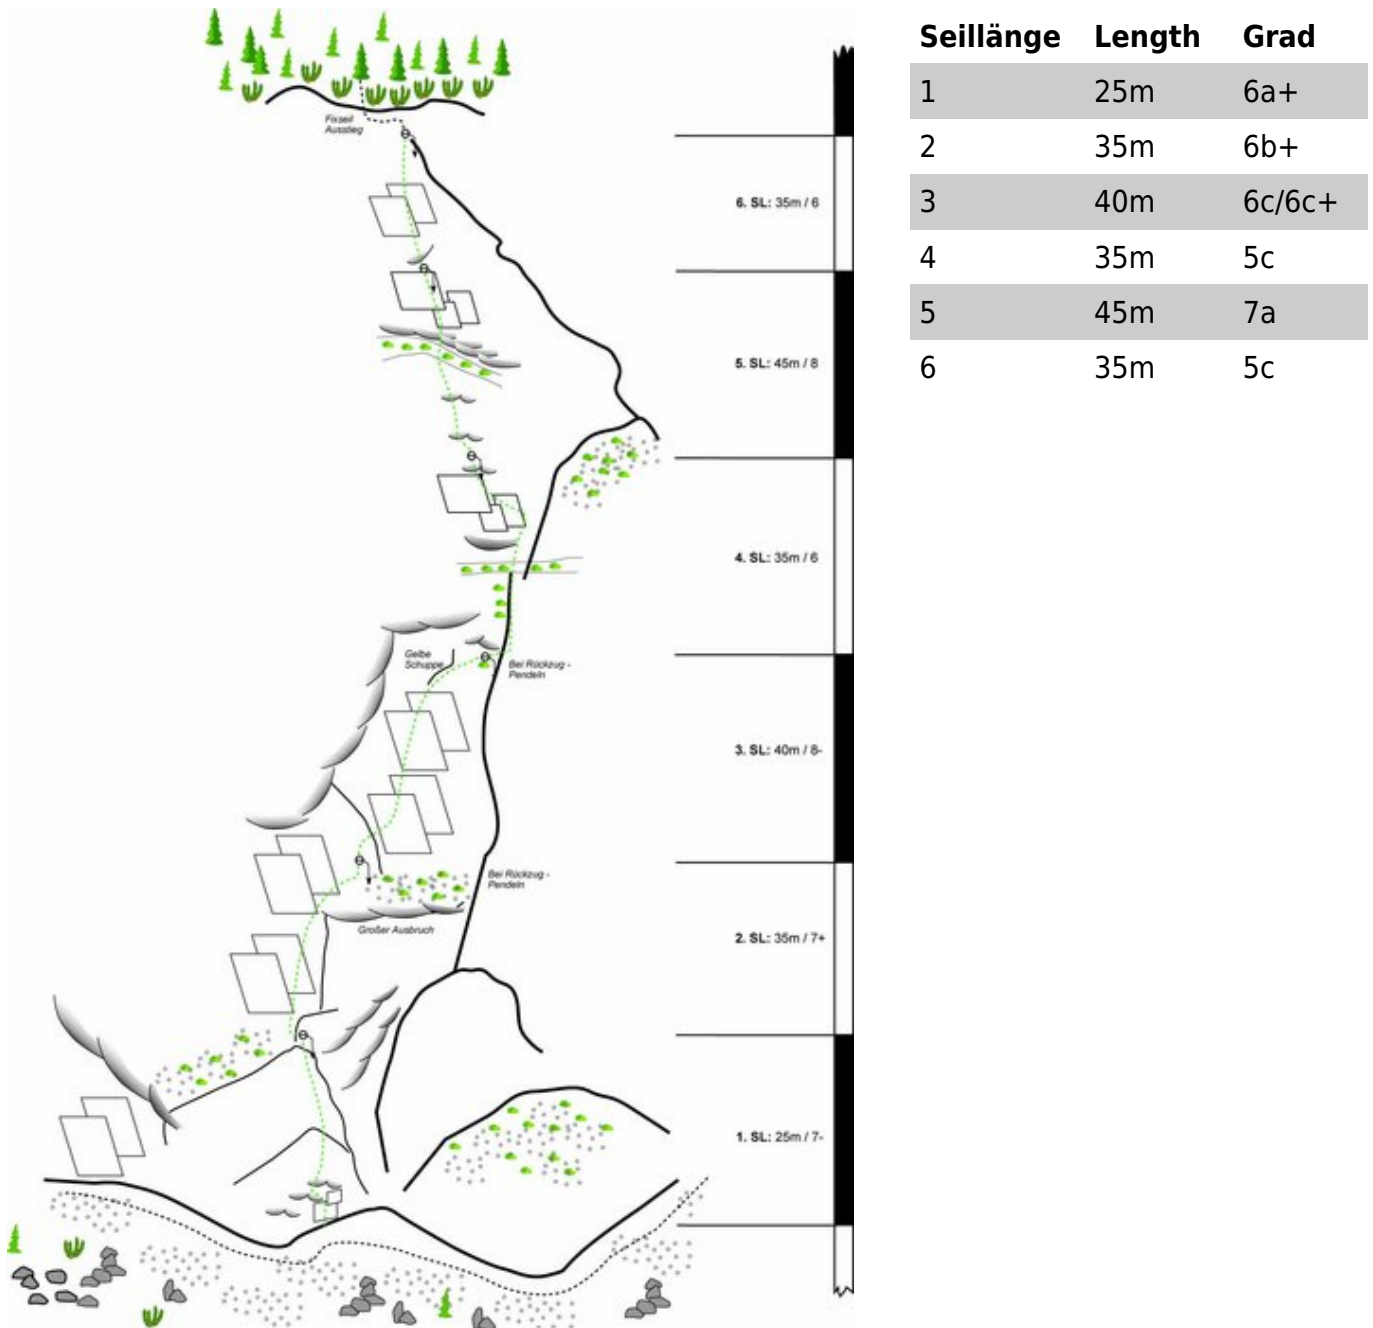 Fixseil
Ausstieg
6. SL: 35m / 6
5. SL: 45m / 8
4. SL: 35m / 6
Gelbe
Schuppe
Bei Rückzug -
Pendeln
3. SL: 40m / 8-
Bei Rückzug -
Pendeln
Großer Ausbruch
2. SL: 35m / 7+
1. SL: 25m / 7-
Seillänge Length Grad
1 25m 6a+
2 35m 6b+
3 40m 6c/6c+
4 35m 5c
5 45m 7a
6 35m 5c